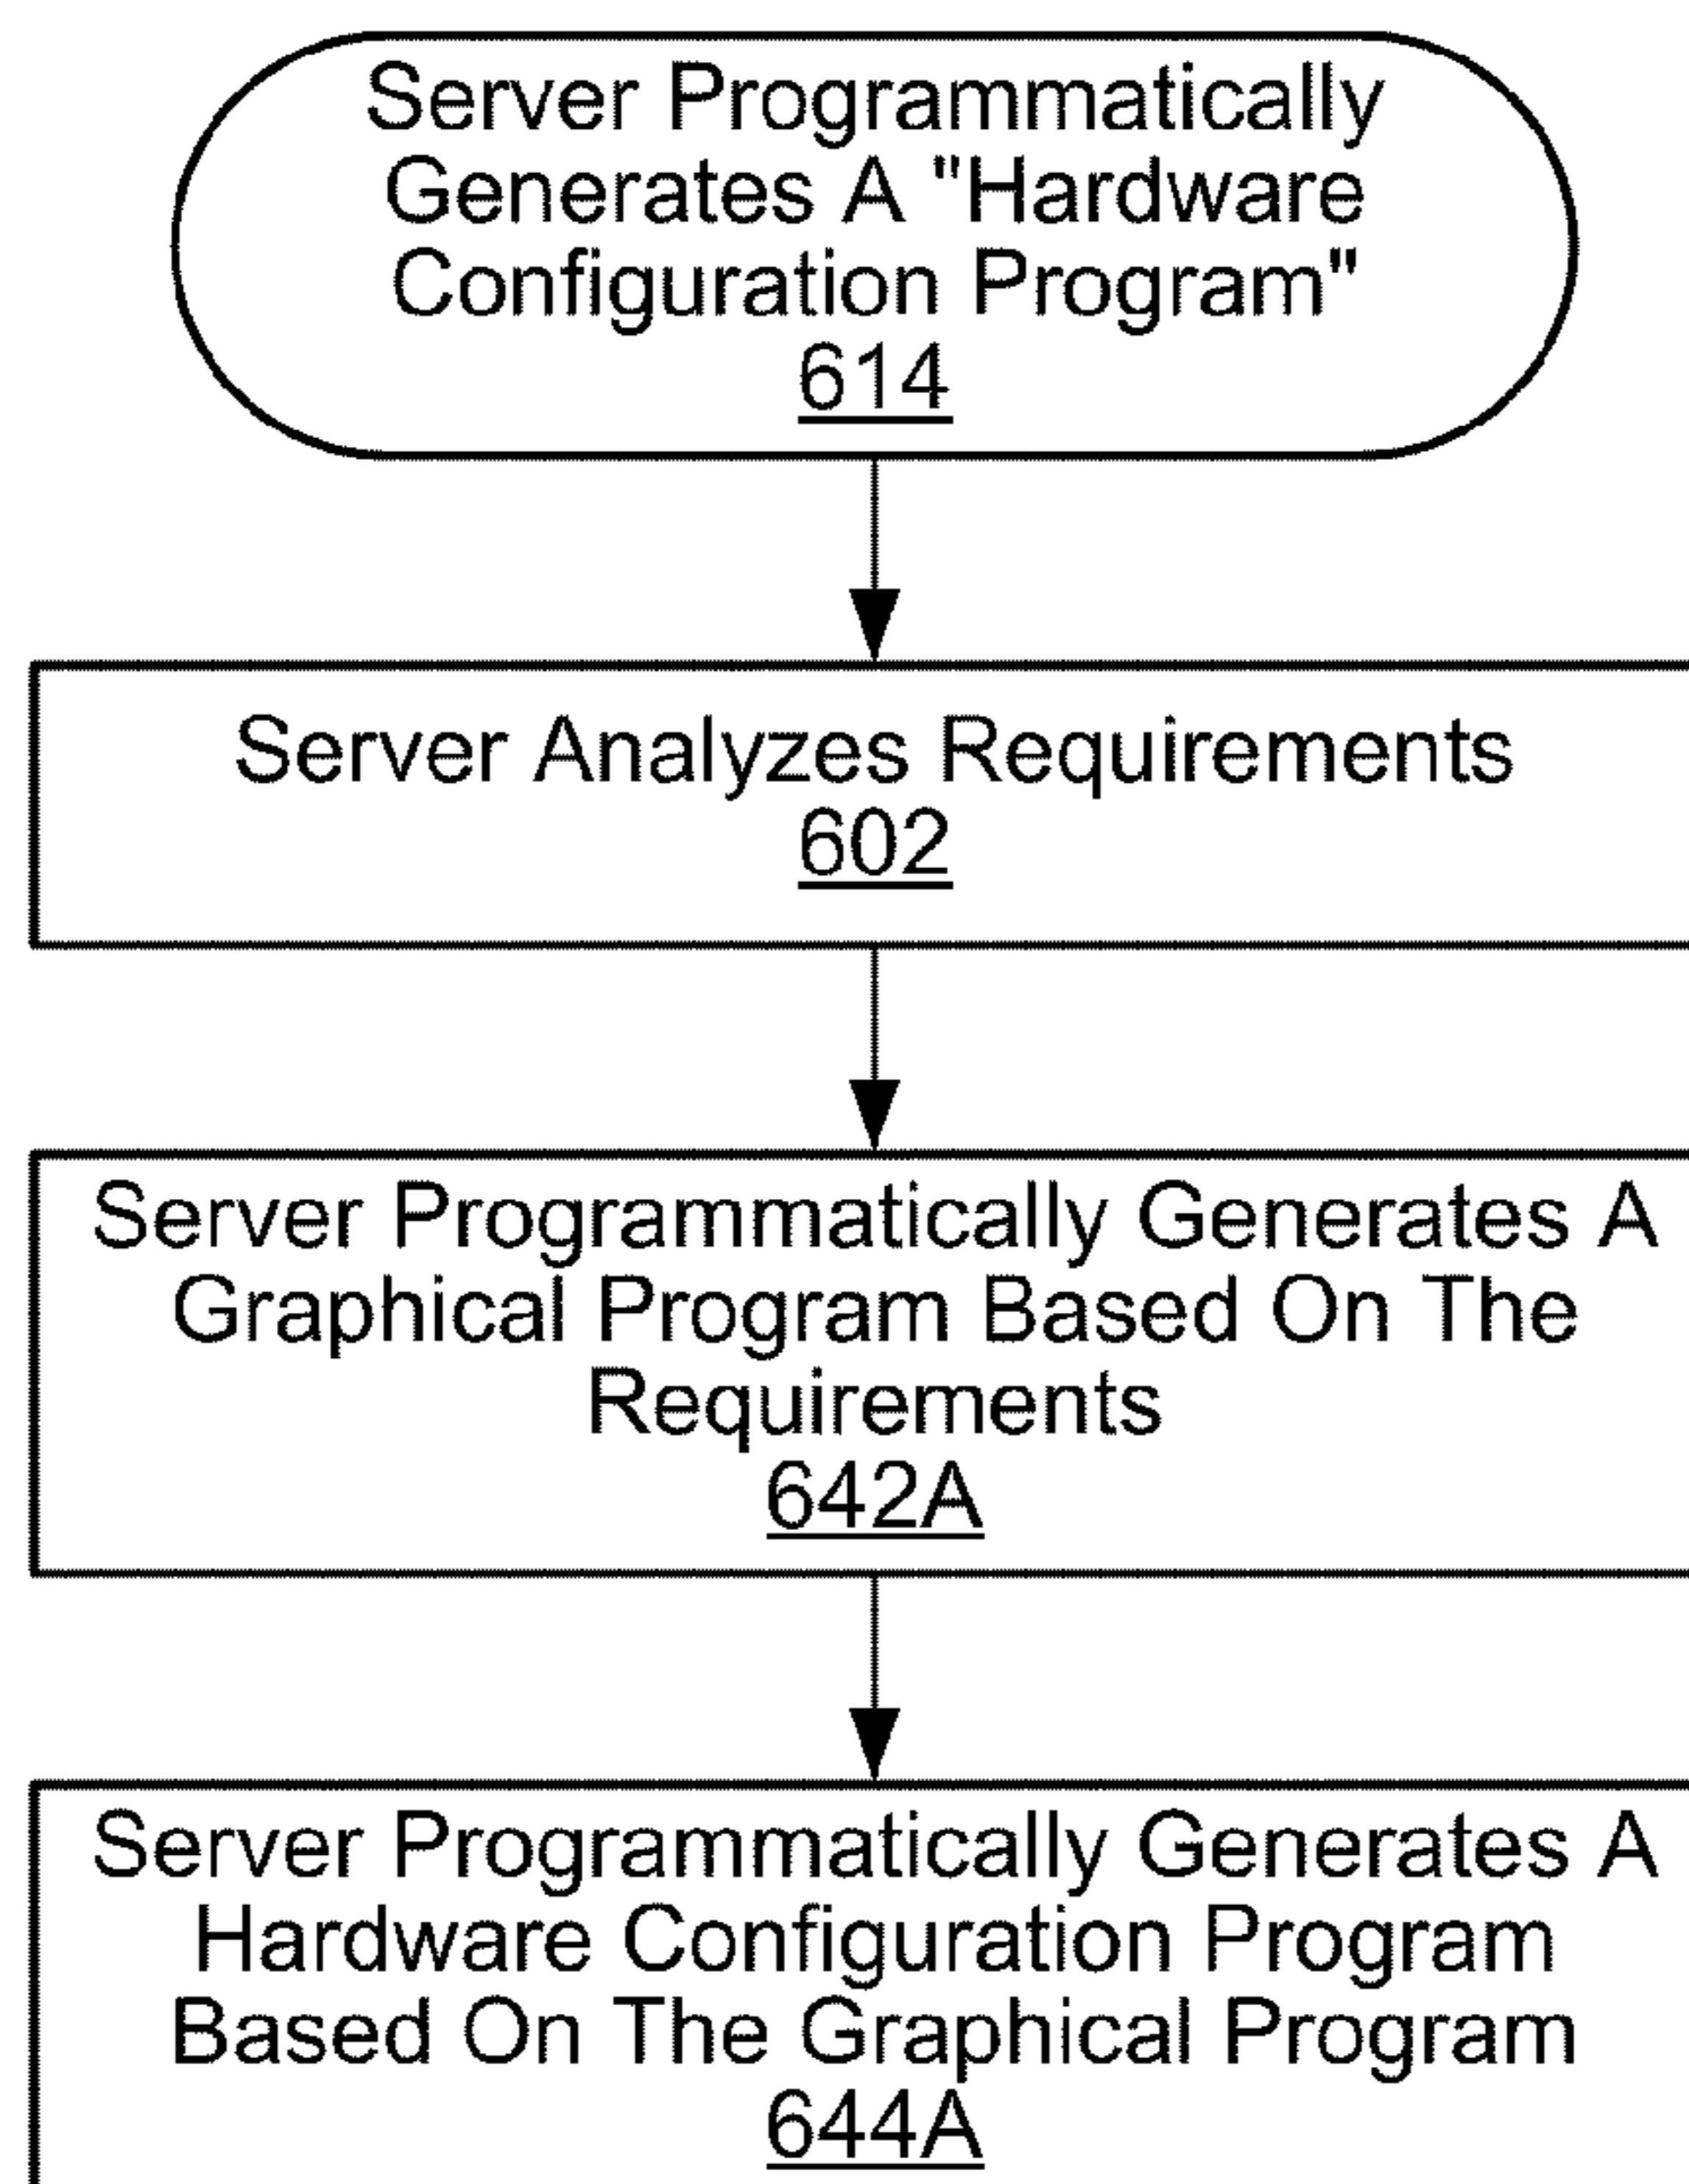 Server Programmatically
Generates A "Hardware
Configuration Program"
614
Server Analyzes Requirements
602
Server Programmatically Generates A
Graphical Program Based On The
Requirements
642A
Server Programmatically Generates A
Hardware Configuration Program
Based On The Graphical Program
644A